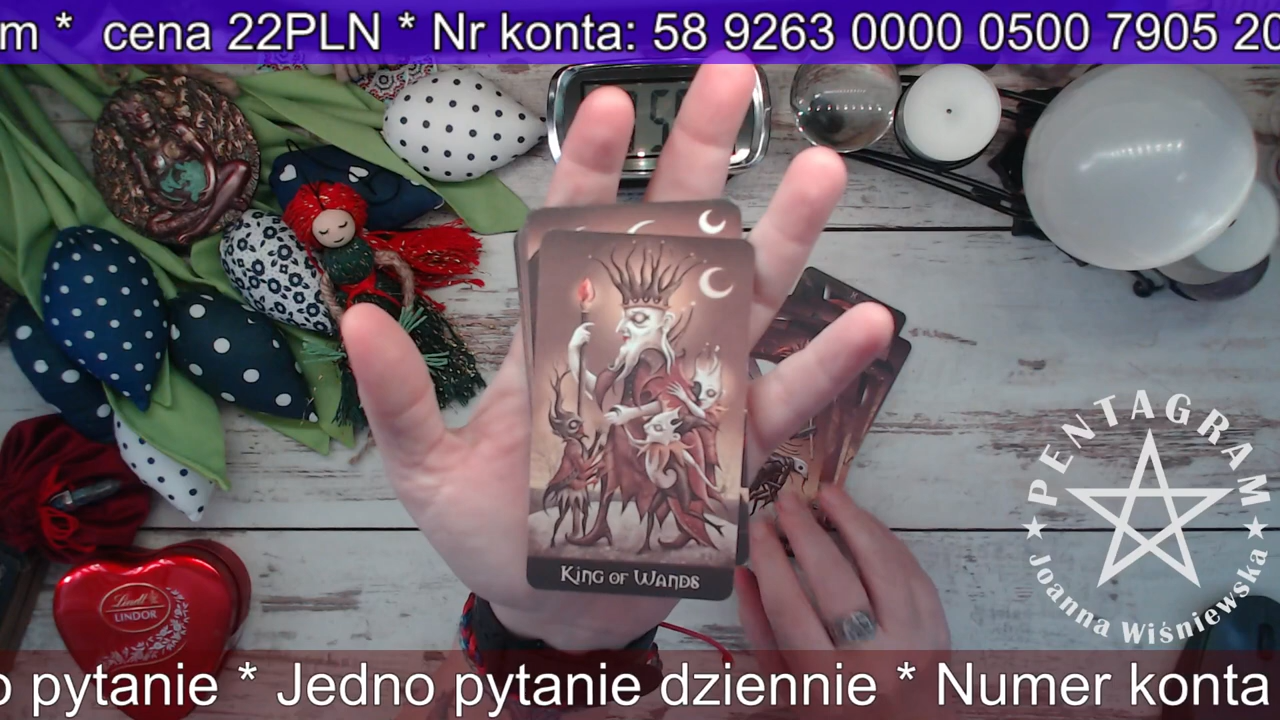 m * cena 22PLN * Nr konta: 58 9263 0000 0500 7905 20
PENTAGRAM
Joanna Wiśniewska
Lindt
LINDOR
KING OF WANDS
o pytanie * Jedno pytanie dziennie * Numer konta